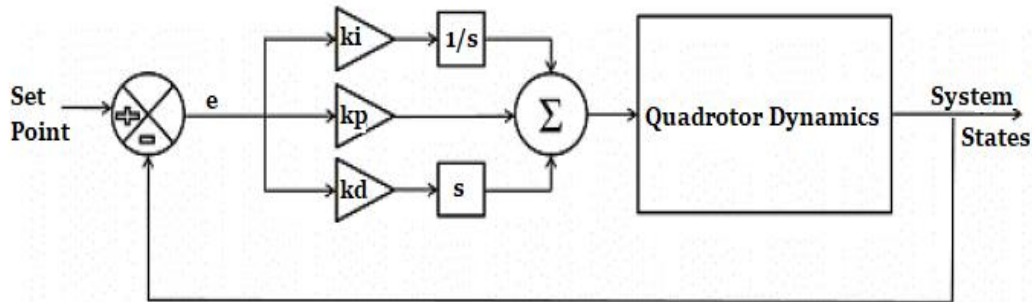 Set
Point
+
-
e
ki
1/s
kp
kd
s
Σ
Quadrotor Dynamics
System
States